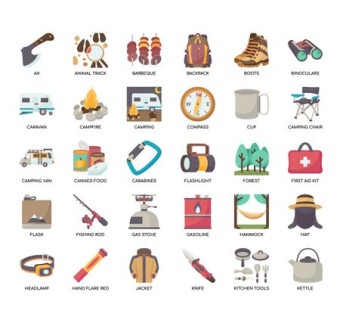 AX ANIMAL TRACK BARBEQUE BACKPACK BOOTS BINOCULARS
CARAVAN CAMPFIRE CAMPING COMPASS CUP CAMPING CHAIR
CAMPING VAN CANNED FOOD CARABINER FLASHLIGHT FOREST FIRST AID KIT
FLASK FISHING ROD GAS STOVE GASOLINE HAMMOCK HAT
HEADLAMP HAND FLARE RED JACKET KNIFE KITCHEN TOOLS KETTLE